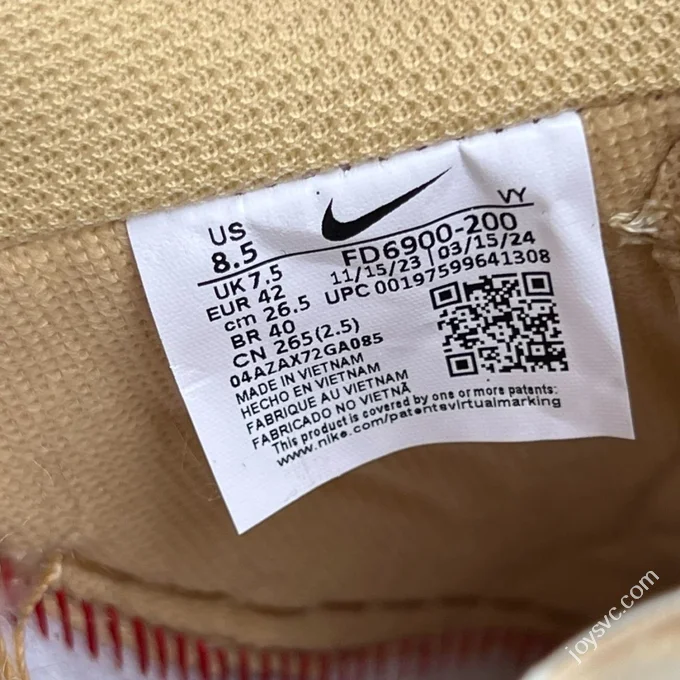 US
8.5
VY
FD6900-200
UK 7.5
11/15/23 | 03/15/24
EUR 42
UPC 00197599641308
cm 26.5
BR 40
CN 265(2.5)
04AZAX72GA085
MADE IN VIETNAM
HECHO EN VIETNAM
FABRIQUE AU VIETNAM
FABRICADO NO VIETNÃ
This product is covered by one or more patents:
www.nike.com/patentsvirtualmarking
joysvc.com